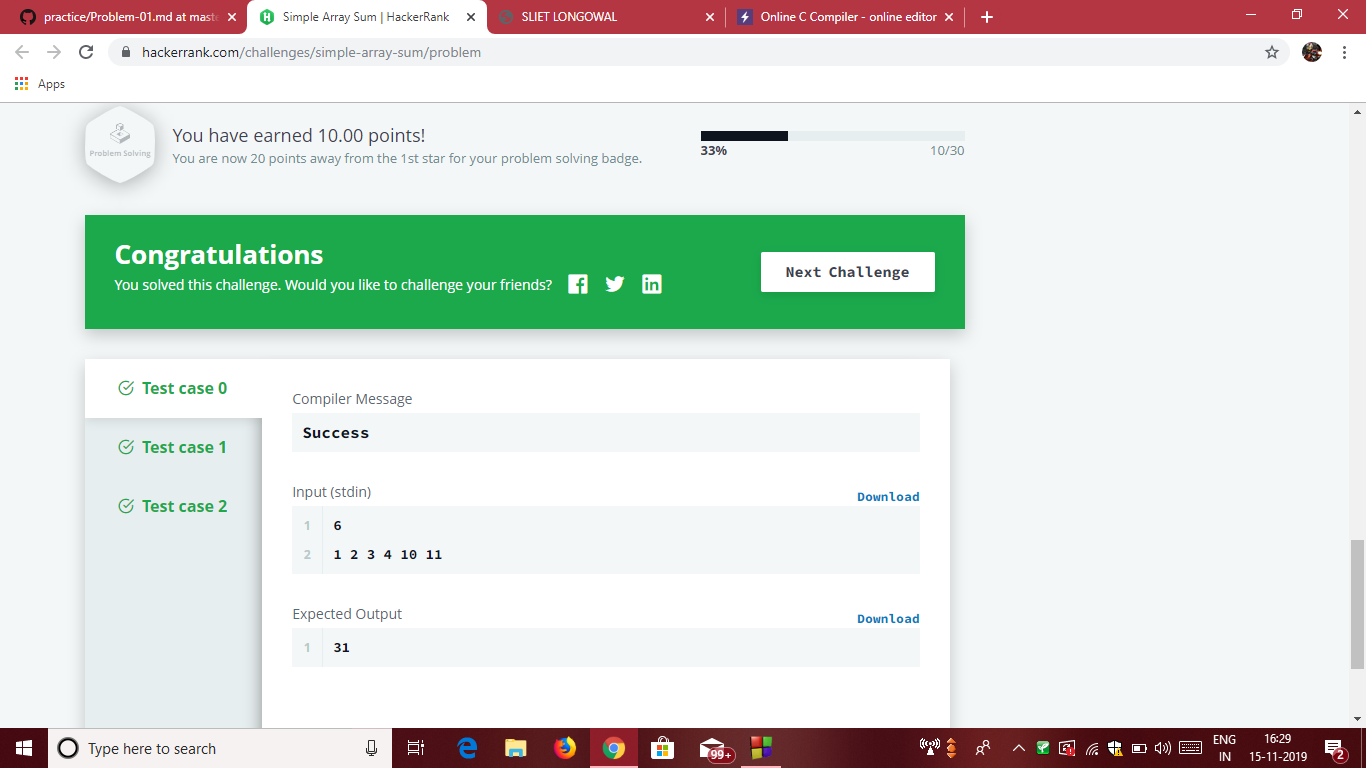 practice/Problem-01.md at maste
Simple Array Sum | HackerRank
SLIET LONGOWAL
Online C Compiler - online editor
hackerrank.com/challenges/simple-array-sum/problem
Apps
Problem Solving
You have earned 10.00 points!
You are now 20 points away from the 1st star for your problem solving badge.
33%
10/30
Congratulations
You solved this challenge. Would you like to challenge your friends?
Next Challenge
Test case 0
Test case 1
Test case 2
Compiler Message
Success
Input (stdin)
Download
1 6
2 1 2 3 4 10 11
Expected Output
Download
1 31
Type here to search
99+
ENG
IN
16:29
15-11-2019
2